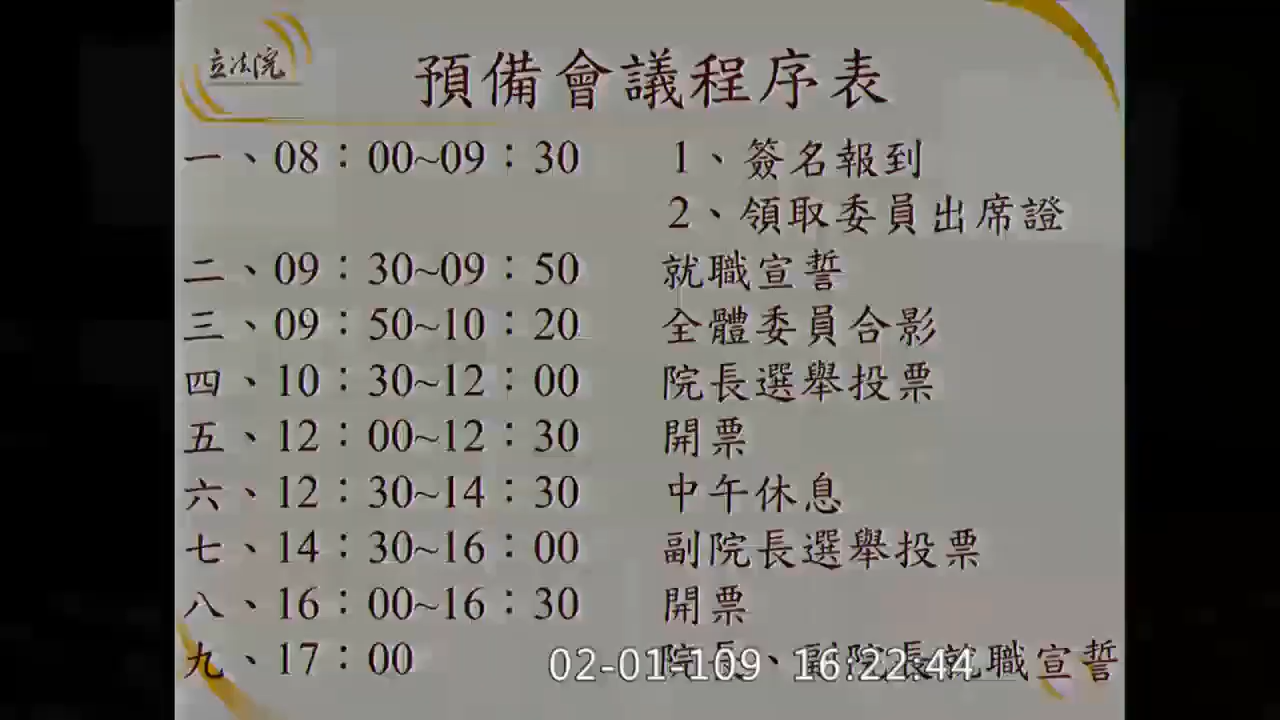 立法院
預備會議程序表
一、08：00~09：30 1、簽名報到
2、領取委員出席證
二、09：30~09：50 就職宣誓
三、09：50~10：20 全體委員合影
四、10：30~12：00 院長選舉投票
五、12：00~12：30 開票
六、12：30~14：30 中午休息
七、14：30~16：00 副院長選舉投票
八、16：00~16：30 開票
九、17：00 院長、副院長就職宣誓
02-01-109 16:22:44